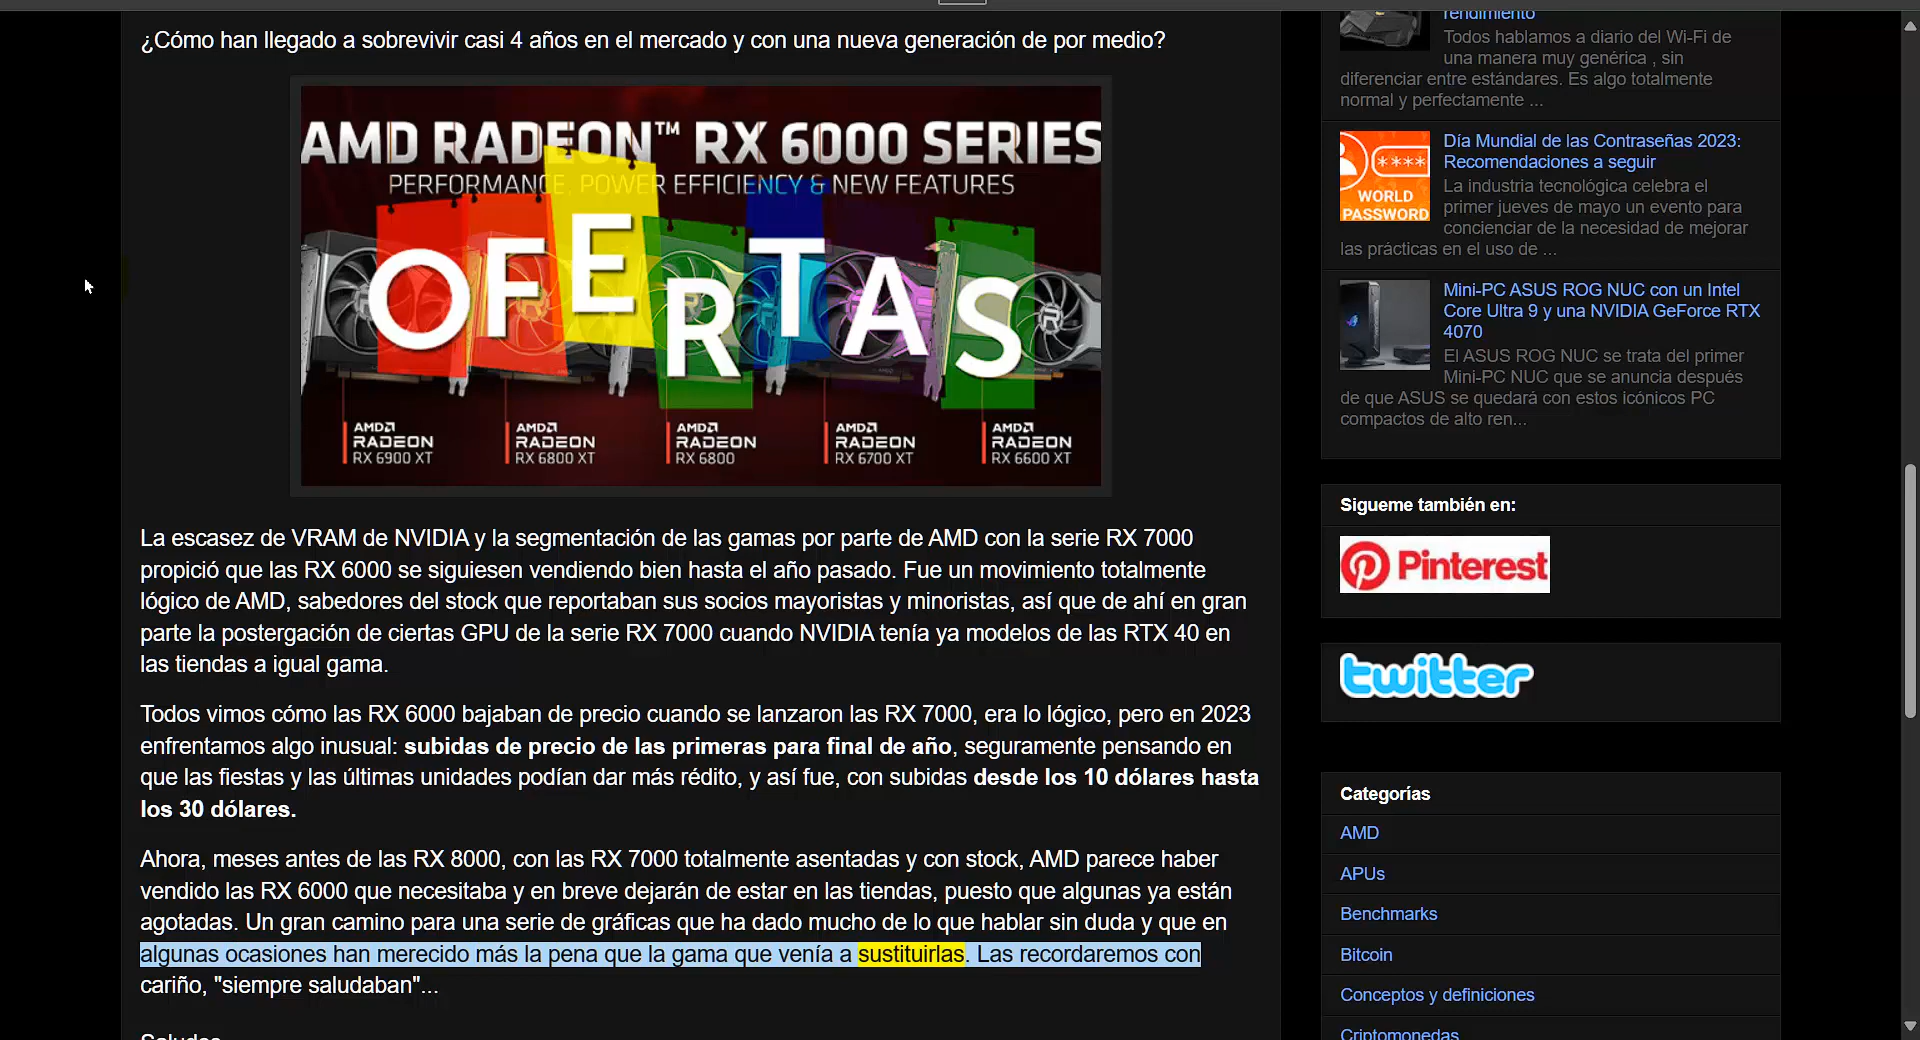 ¿Cómo han llegado a sobrevivir casi 4 años en el mercado y con una nueva generación de por medio?
AMD RADEON™ RX 6000 SERIES
PERFORMANCE, POWER EFFICIENCY & NEW FEATURES
OFERTAS
AMD
RADEON
RX 6900 XT
AMD
RADEON
RX 6800 XT
AMD
RADEON
RX 6800
AMD
RADEON
RX 6700 XT
AMD
RADEON
RX 6600 XT
La escasez de VRAM de NVIDIA y la segmentación de las gamas por parte de AMD con la serie RX 7000
propició que las RX 6000 se siguiesen vendiendo bien hasta el año pasado. Fue un movimiento totalmente
lógico de AMD, sabedores del stock que reportaban sus socios mayoristas y minoristas, así que de ahí en gran
parte la postergación de ciertas GPU de la serie RX 7000 cuando NVIDIA tenía ya modelos de las RTX 40 en
las tiendas a igual gama.
Todos vimos cómo las RX 6000 bajaban de precio cuando se lanzaron las RX 7000, era lo lógico, pero en 2023
enfrentamos algo inusual: subidas de precio de las primeras para final de año, seguramente pensando en
que las fiestas y las últimas unidades podían dar más rédito, y así fue, con subidas desde los 10 dólares hasta
los 30 dólares.
Ahora, meses antes de las RX 8000, con las RX 7000 totalmente asentadas y con stock, AMD parece haber
vendido las RX 6000 que necesitaba y en breve dejarán de estar en las tiendas, puesto que algunas ya están
agotadas. Un gran camino para una serie de gráficas que ha dado mucho de lo que hablar sin duda y que en
algunas ocasiones han merecido más la pena que la gama que venía a sustituirlas. Las recordaremos con
cariño, "siempre saludaban"...
Saludos
rendimiento
Todos hablamos a diario del Wi-Fi de
una manera muy genérica , sin
diferenciar entre estándares. Es algo totalmente
normal y perfectamente ...
****
WORLD
PASSWORD
Día Mundial de las Contraseñas 2023:
Recomendaciones a seguir
La industria tecnológica celebra el
primer jueves de mayo un evento para
concienciar de la necesidad de mejorar
las prácticas en el uso de ...
Mini-PC ASUS ROG NUC con un Intel
Core Ultra 9 y una NVIDIA GeForce RTX
4070
El ASUS ROG NUC se trata del primer
Mini-PC NUC que se anuncia después
de que ASUS se quedará con estos icónicos PC
compactos de alto ren...
Sigueme también en:
Pinterest
twitter
Categorías
AMD
APUs
Benchmarks
Bitcoin
Conceptos y definiciones
Criptomonedas